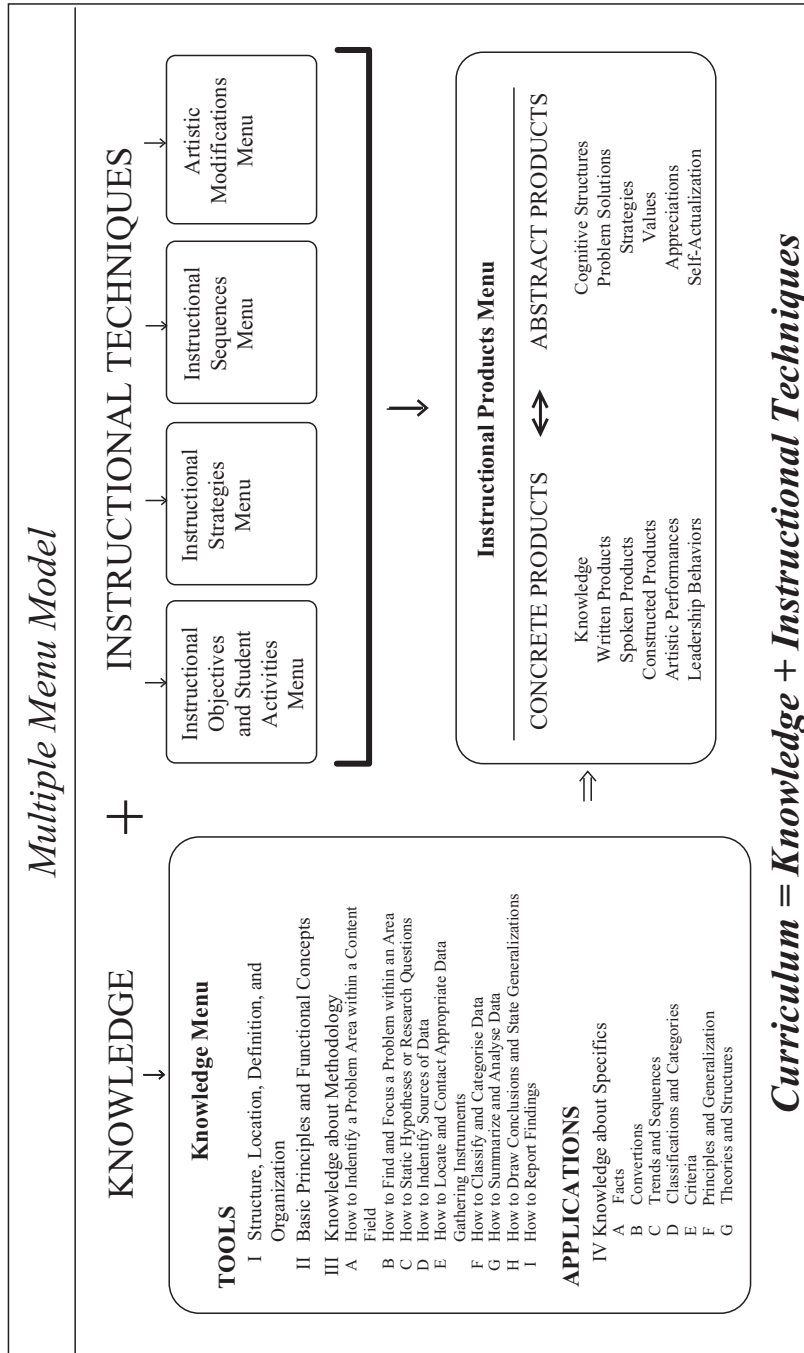 Multiple Menu Model
KNOWLEDGE
+
INSTRUCTIONAL TECHNIQUES
Knowledge Menu
TOOLS
I Structure, Location, Definition, and
Organization
II Basic Principles and Functional Concepts
III Knowledge about Methodology
A How to Indentify a Problem Area within a Content
Field
B How to Find and Focus a Problem within an Area
C How to Static Hypotheses or Research Questions
D How to Indentify Sources of Data
E How to Locate and Contact Appropriate Data
Gathering Instruments
F How to Classify and Categorise Data
G How to Summarize and Analyse Data
H How to Draw Conclusions and State Generalizations
I How to Report Findings
APPLICATIONS
IV Knowledge about Specifics
A Facts
B Convertions
C Trends and Sequences
D Classifications and Categories
E Criteria
F Principles and Generalization
G Theories and Structures
Instructional
Objectives
and Student
Activities
Menu
Instructional
Strategies
Menu
Instructional
Sequences
Menu
Artistic
Modifications
Menu
Instructional Products Menu
CONCRETE PRODUCTS
Knowledge
Written Products
Spoken Products
Constructed Products
Artistic Performances
Leadership Behaviors
ABSTRACT PRODUCTS
Cognitive Structures
Problem Solutions
Strategies
Values
Appreciations
Self-Actualization
Curriculum = Knowledge + Instructional Techniques